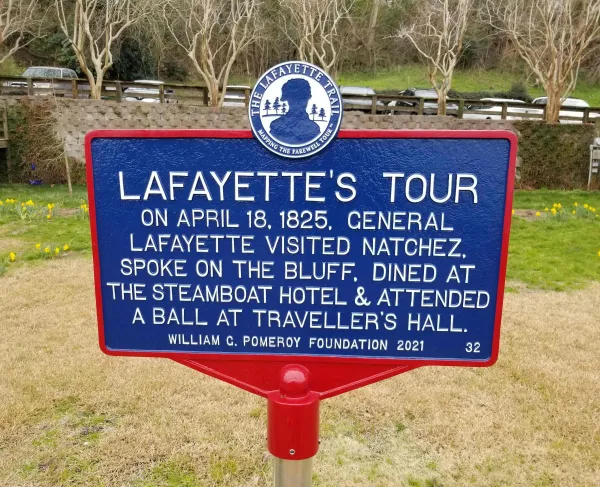 THE LAFAYETTE TRAIL
MAPPING THE FAREWELL TOUR
LAFAYETTE'S TOUR
ON APRIL 18, 1825, GENERAL
LAFAYETTE VISITED NATCHEZ,
SPOKE ON THE BLUFF, DINED AT
THE STEAMBOAT HOTEL & ATTENDED
A BALL AT TRAVELLER'S HALL.
WILLIAM G. POMEROY FOUNDATION 2021 32